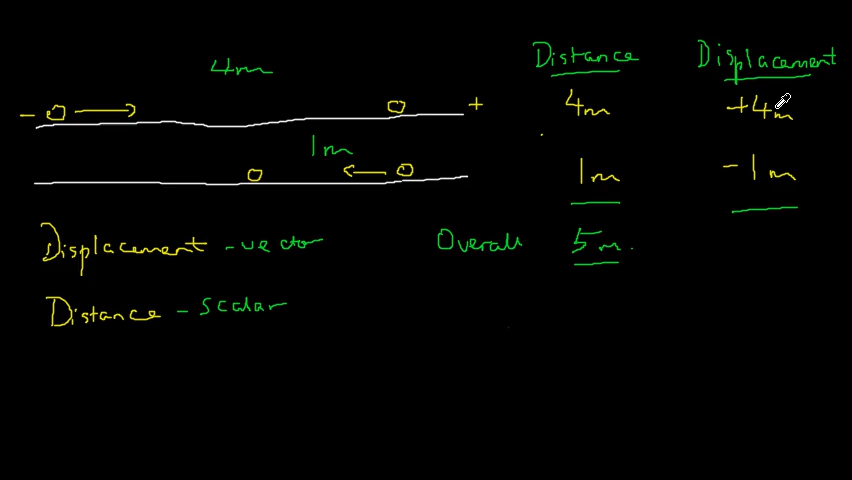 4m
Distance
Displacement
- +
4m
+4m
1m
1m
-1m
Displacement - vector
Overall
5m.
Distance - scalar